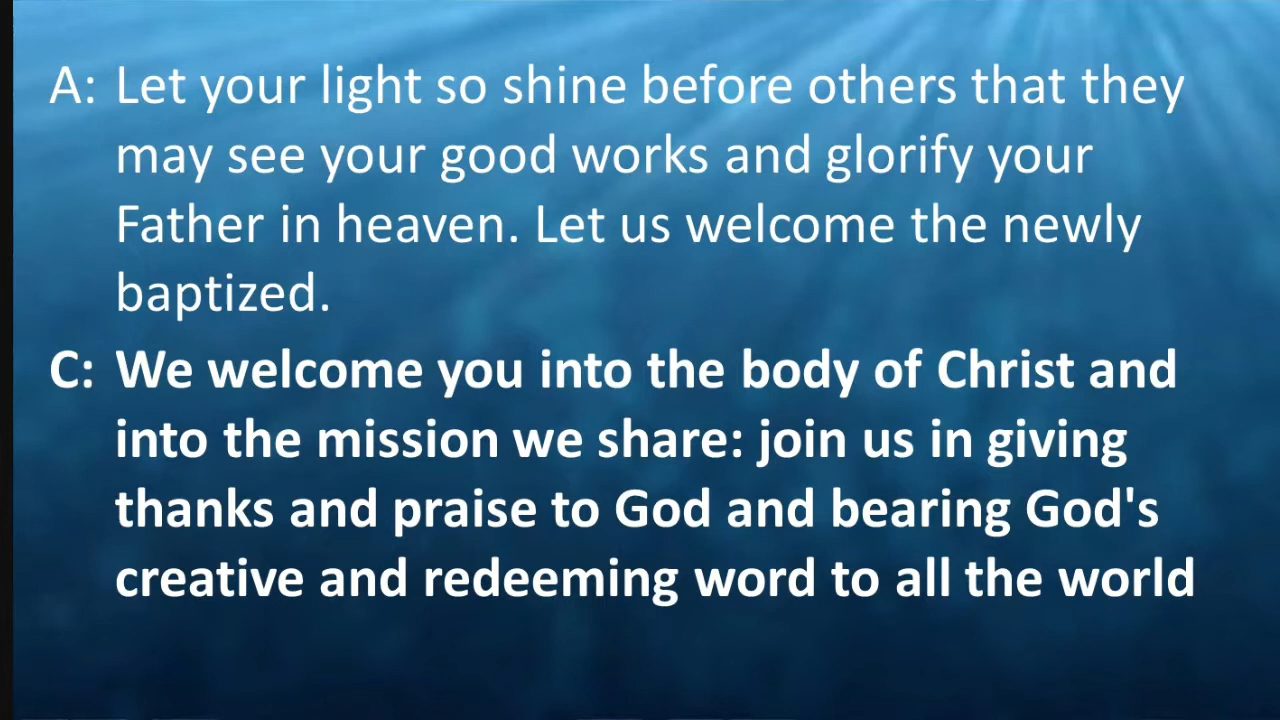 A: Let your light so shine before others that they
may see your good works and glorify your
Father in heaven. Let us welcome the newly
baptized.
C: We welcome you into the body of Christ and
into the mission we share: join us in giving
thanks and praise to God and bearing God's
creative and redeeming word to all the world